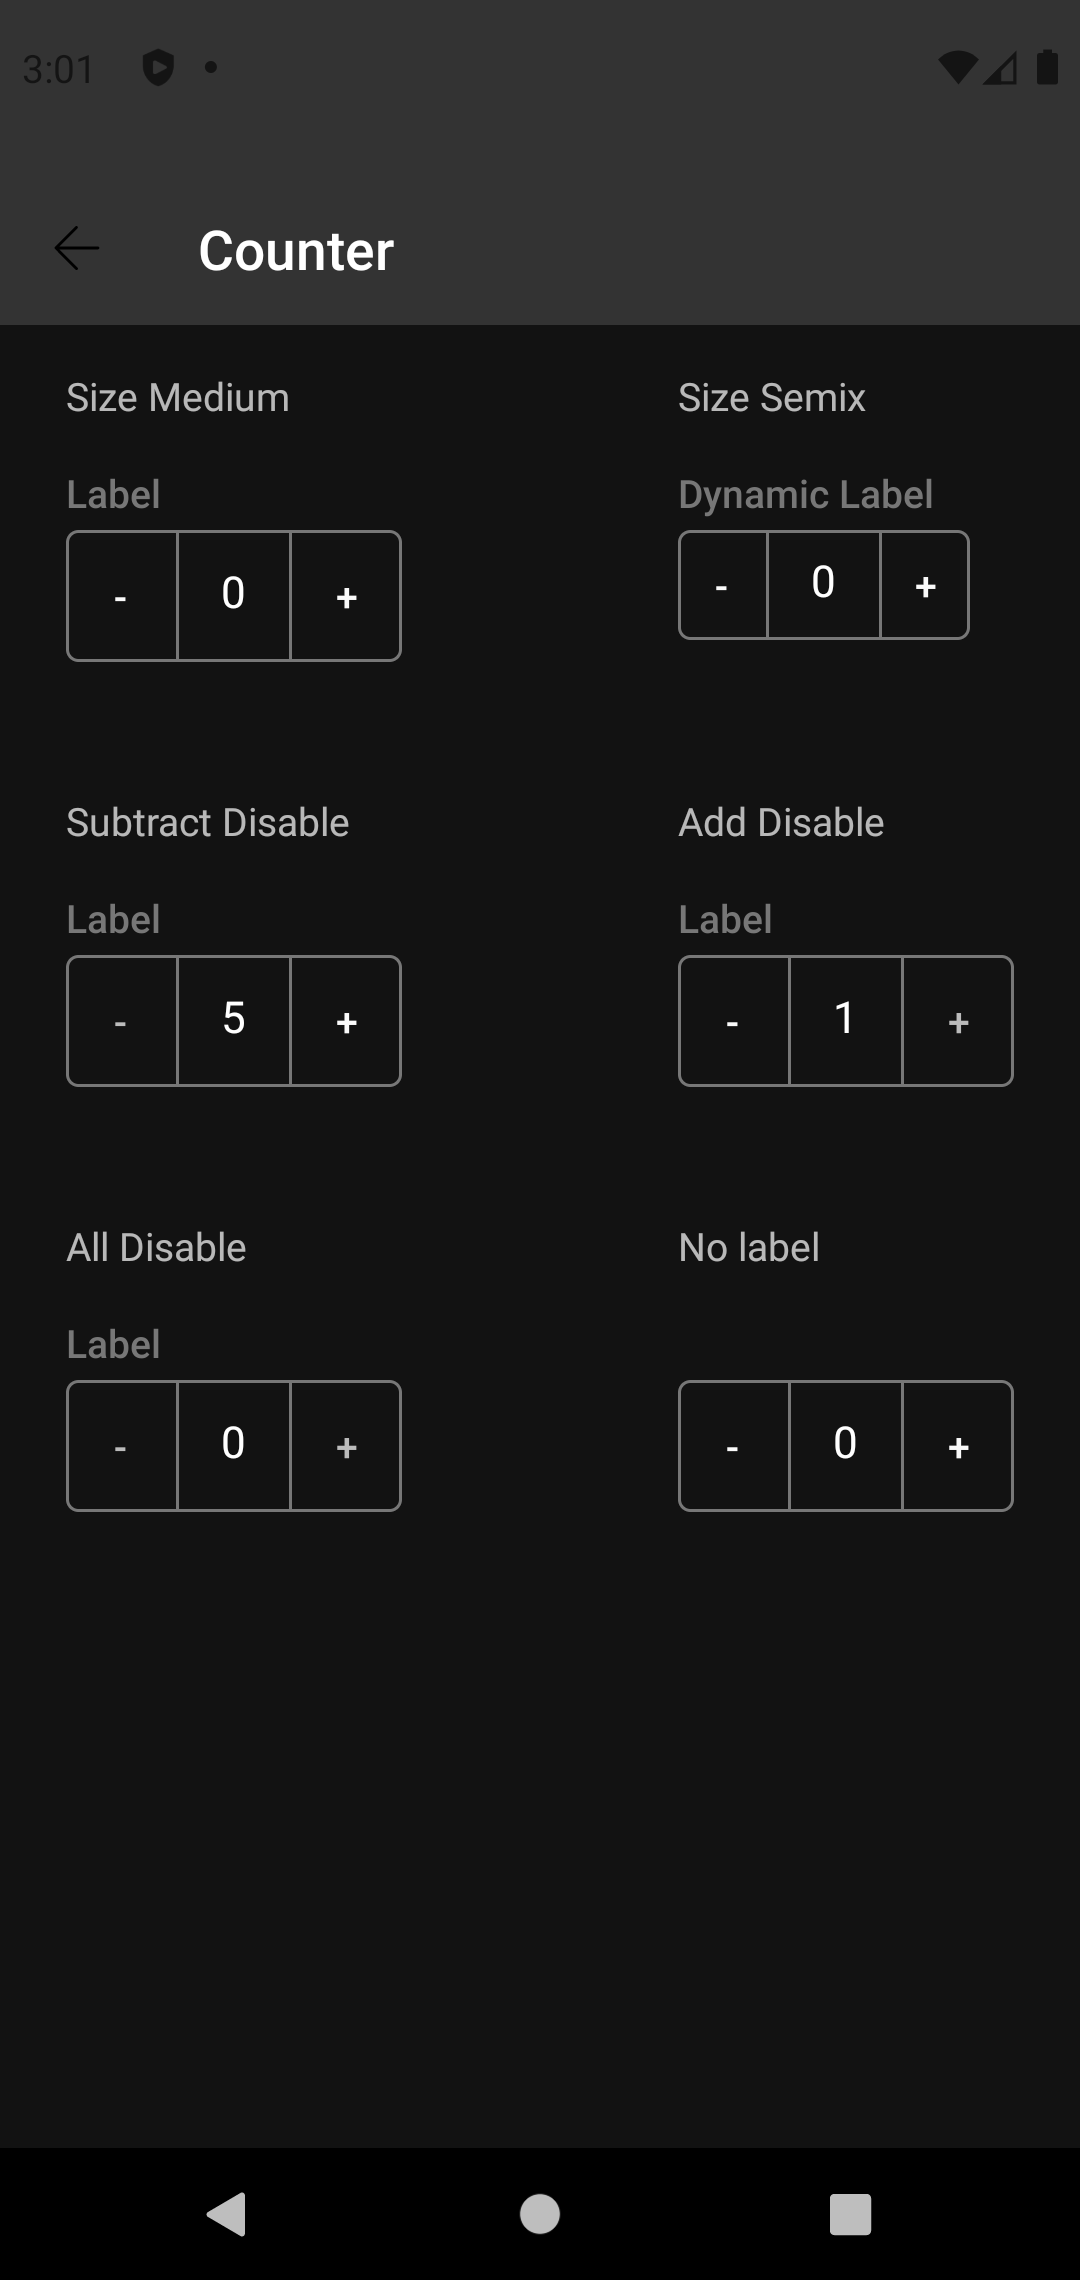 3:01
Counter
Size Medium
Size Semix
Label
Dynamic Label
- 0 +
- 0 +
Subtract Disable
Add Disable
Label
Label
- 5 +
- 1 +
All Disable
No label
Label
- 0 +
- 0 +